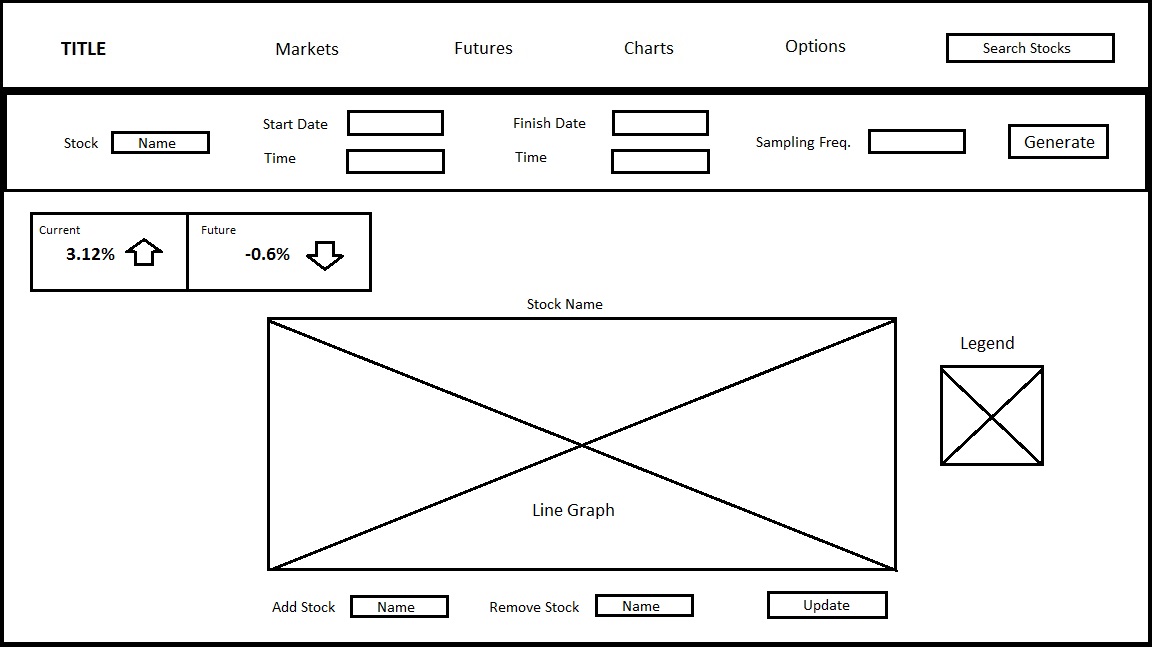 TITLE
Markets
Futures
Charts
Options
Search Stocks
Stock
Name
Start Date
Time
Finish Date
Time
Sampling Freq.
Generate
Current
3.12%
Future
-0.6%
Stock Name
Legend
Line Graph
Add Stock
Name
Remove Stock
Name
Update